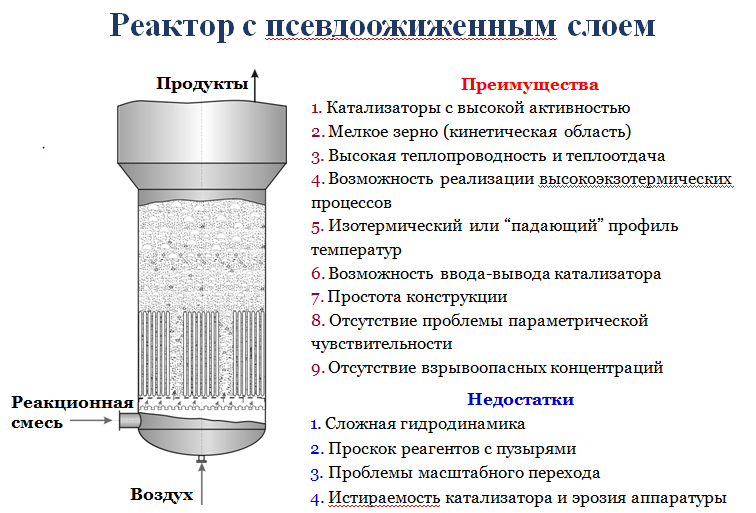 Реактор с псевдоожиженным слоем
Продукты
Реакционная
смесь
Воздух
Преимущества
1. Катализаторы с высокой активностью
2. Мелкое зерно (кинетическая область)
3. Высокая теплопроводность и теплоотдача
4. Возможность реализации высокоэкзотермических
процессов
5. Изотермический или “падающий” профиль
температур
6. Возможность ввода-вывода катализатора
7. Простота конструкции
8. Отсутствие проблемы параметрической
чувствительности
9. Отсутствие взрывоопасных концентраций
Недостатки
1. Сложная гидродинамика
2. Проскок реагентов с пузырями
3. Проблемы масштабного перехода
4. Истираемость катализатора и эрозия аппаратуры